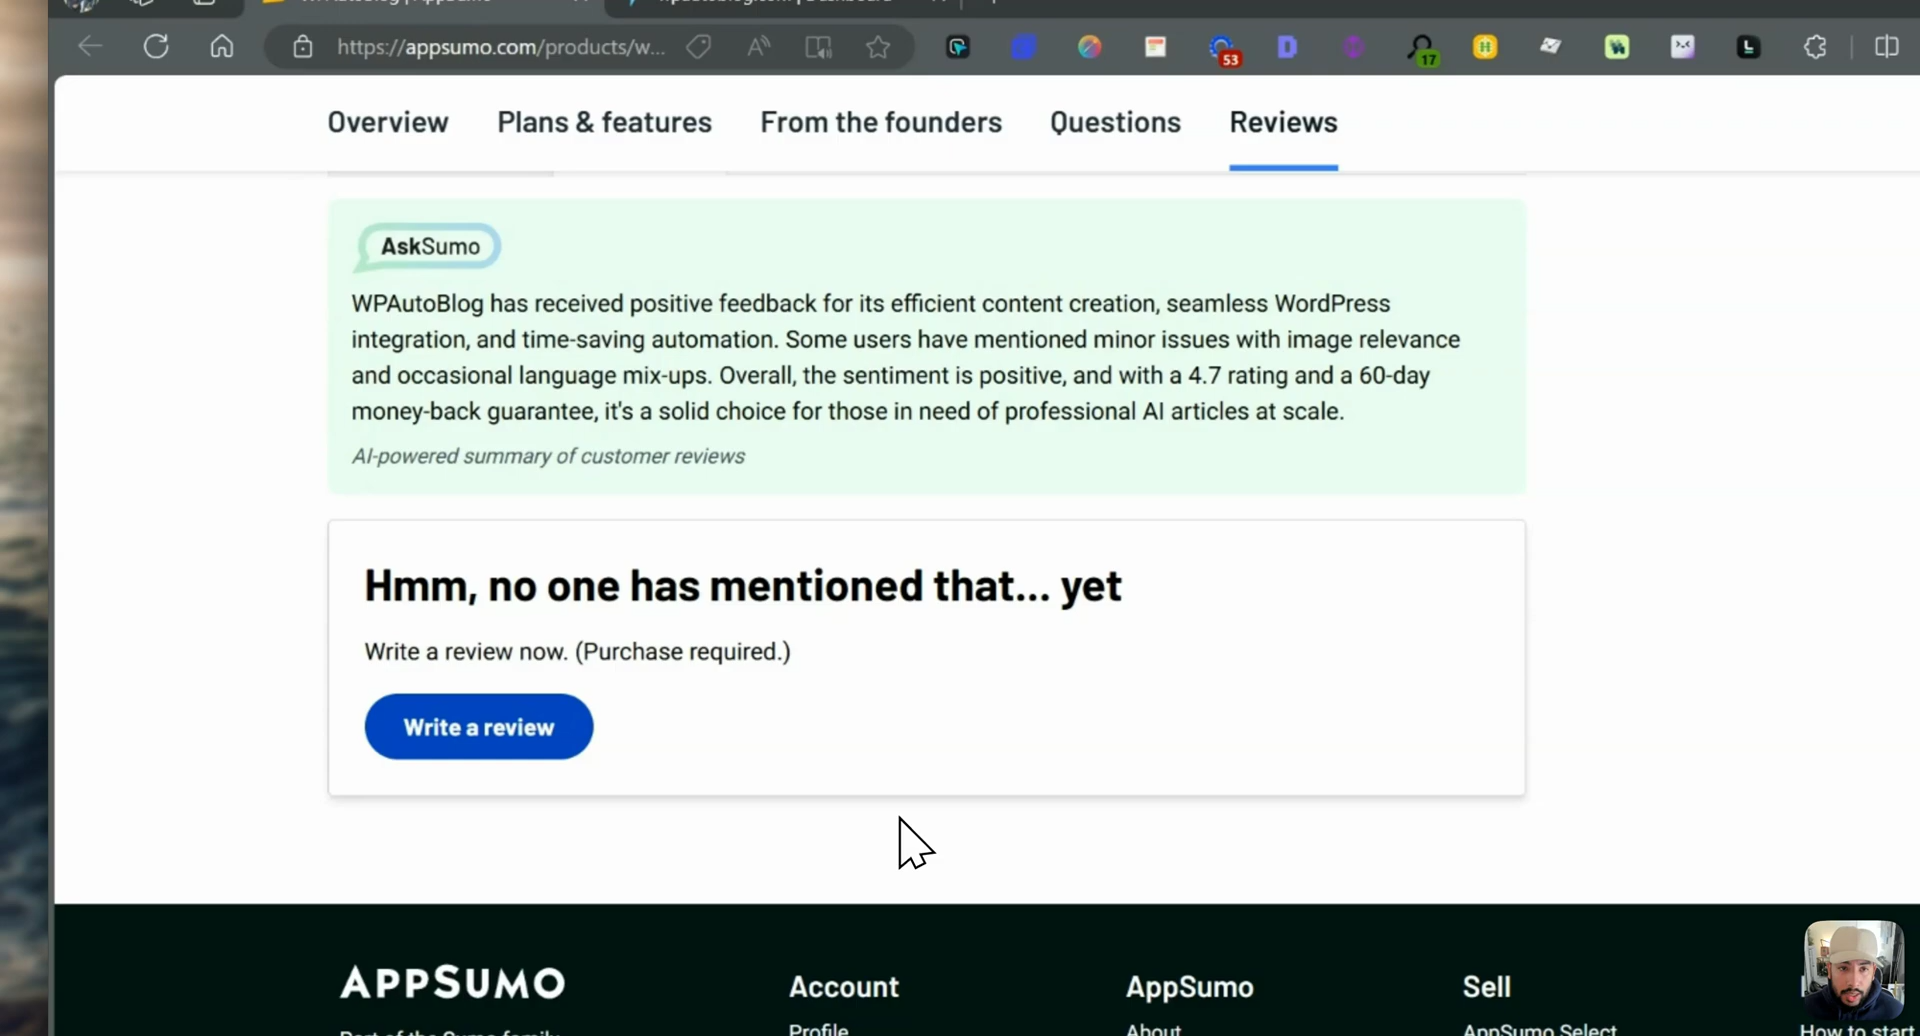 https://appsumo.com/products/w...
53
17
Overview
Plans & features
From the founders
Questions
Reviews
AskSumo
WPAutoBlog has received positive feedback for its efficient content creation, seamless WordPress
integration, and time-saving automation. Some users have mentioned minor issues with image relevance
and occasional language mix-ups. Overall, the sentiment is positive, and with a 4.7 rating and a 60-day
money-back guarantee, it's a solid choice for those in need of professional AI articles at scale.
AI-powered summary of customer reviews
Hmm, no one has mentioned that... yet
Write a review now. (Purchase required.)
Write a review
APPSUMO
Account
AppSumo
Sell
Profile
About
AppSumo Select
How to start